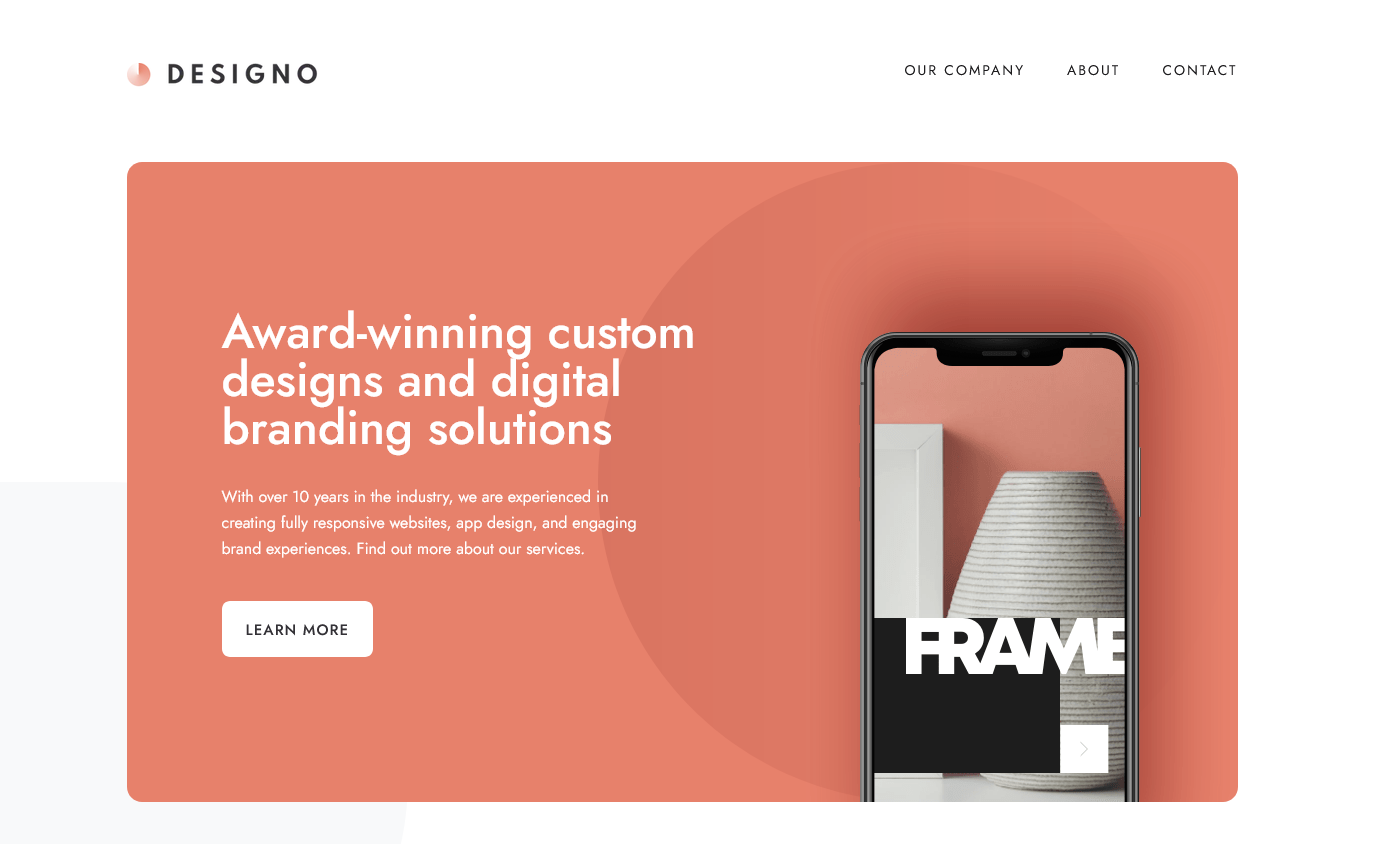 DESIGNO
OUR COMPANY ABOUT CONTACT
Award-winning custom
designs and digital
branding solutions
With over 10 years in the industry, we are experienced in
creating fully responsive websites, app design, and engaging
brand experiences. Find out more about our services.
LEARN MORE
FRAME